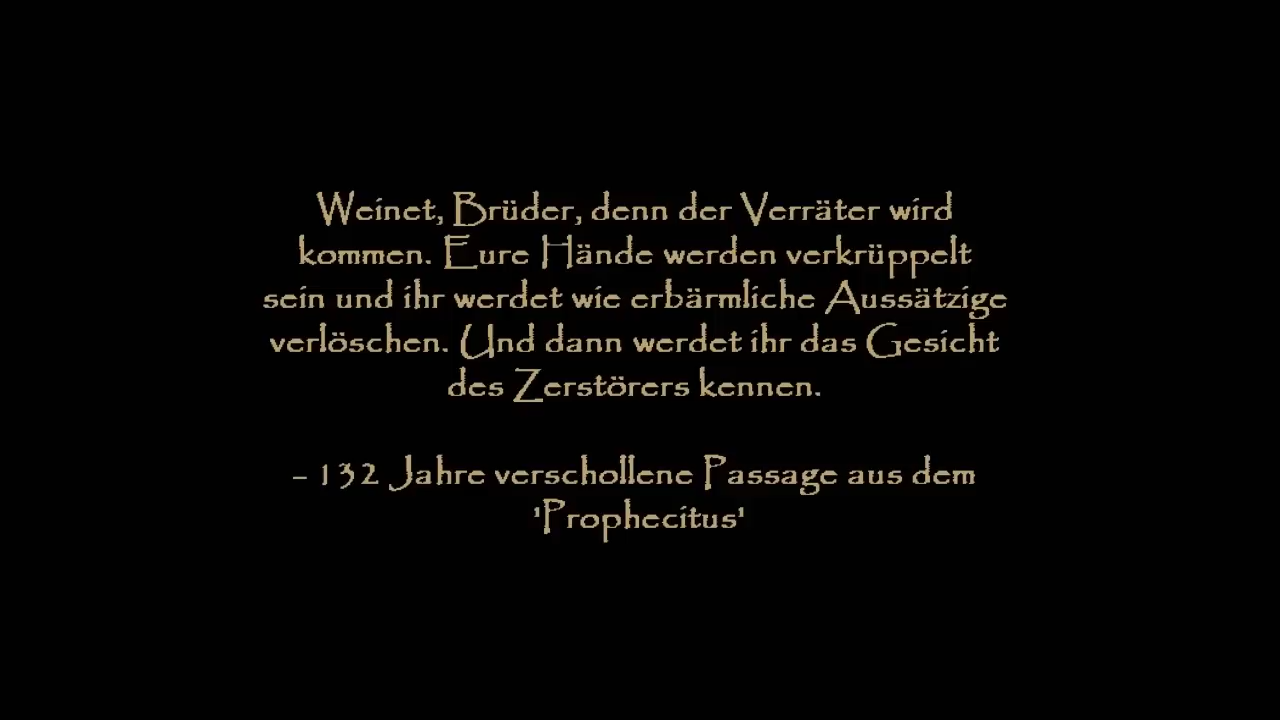 Weinet, Brüder, denn der Verräter wird
kommen. Eure Hände werden verkrüppelt
sein und ihr werdet wie erbärmliche Aussätzige
verlöschen. Und dann werdet ihr das Gesicht
des Zerstörers kennen.
- 132 Jahre verschollene Passage aus dem
'Prophecitus'